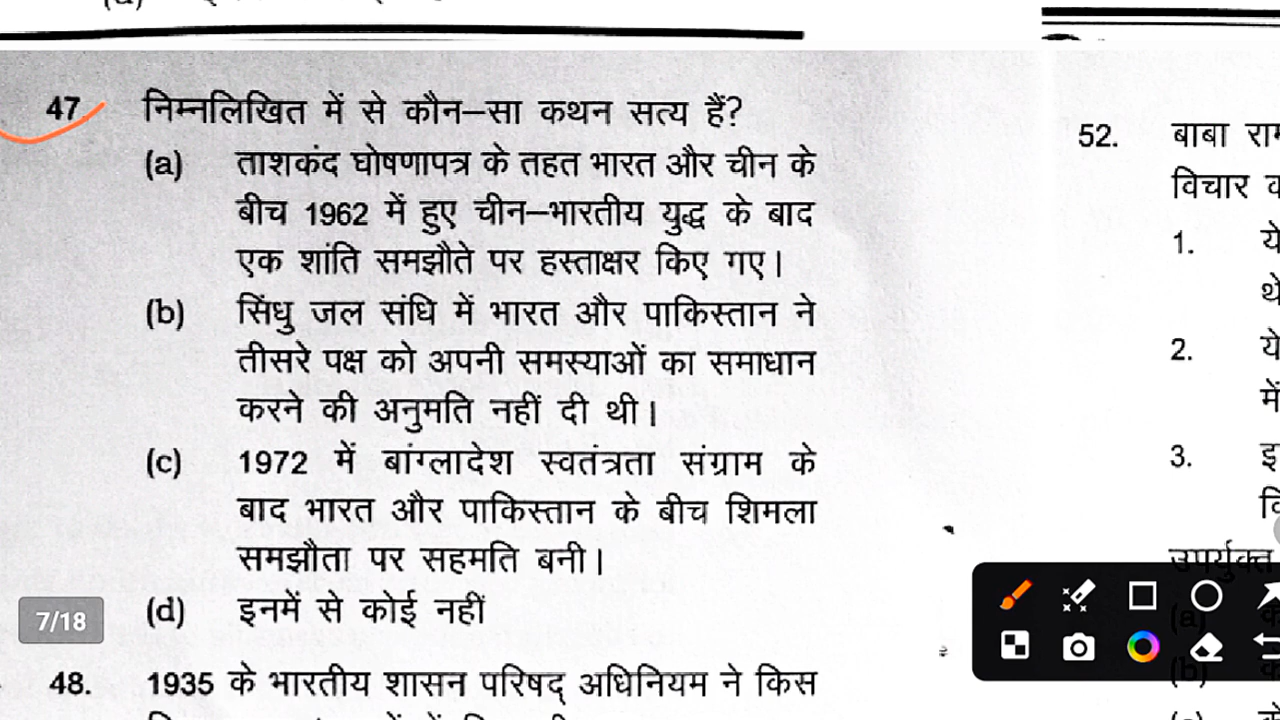 47
निम्नलिखित में से कौन–सा कथन सत्य हैं?
(a) ताशकंद घोषणापत्र के तहत भारत और चीन के
बीच 1962 में हुए चीन–भारतीय युद्ध के बाद
एक शांति समझौते पर हस्ताक्षर किए गए।
(b) सिंधु जल संधि में भारत और पाकिस्तान ने
तीसरे पक्ष को अपनी समस्याओं का समाधान
करने की अनुमति नहीं दी थी।
(c) 1972 में बांग्लादेश स्वतंत्रता संग्राम के
बाद भारत और पाकिस्तान के बीच शिमला
समझौता पर सहमति बनी।
(d) इनमें से कोई नहीं
7/18
48. 1935 के भारतीय शासन परिषद् अधिनियम ने किस
52. बाबा
विचार
1.
2.
3.
उपर्युक्त
(a)
(b)